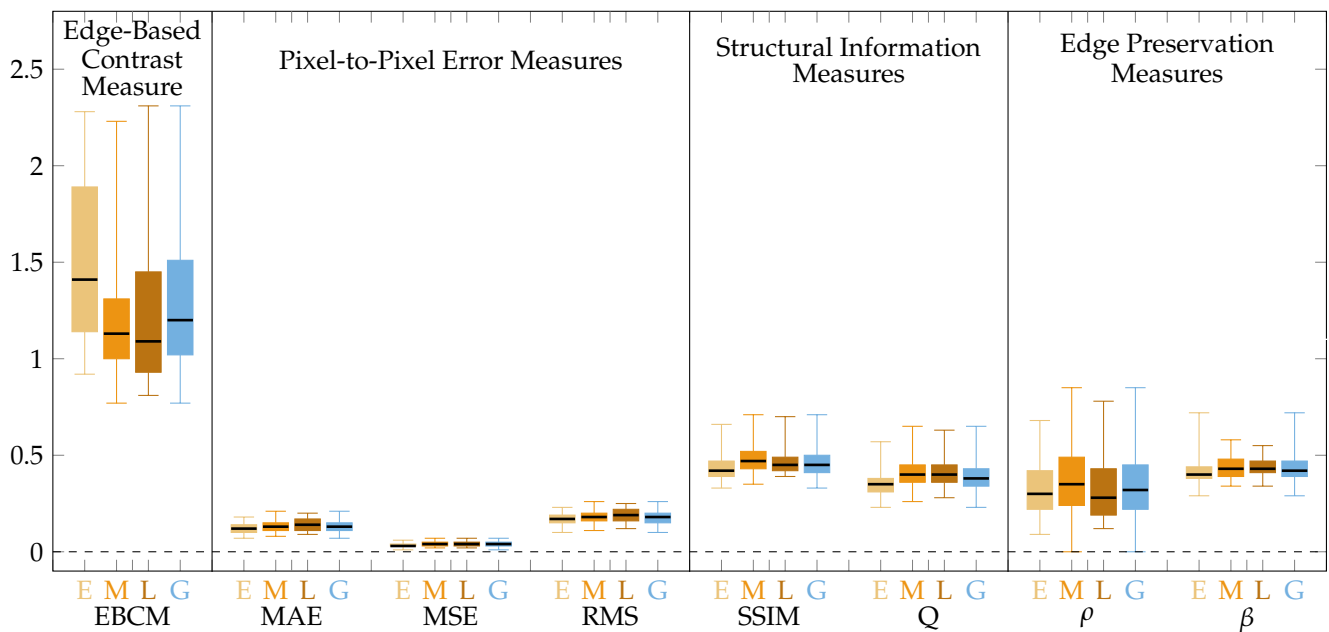 Edge-Based
Contrast
Measure
Pixel-to-Pixel Error Measures
Structural Information
Measures
Edge Preservation
Measures
2.5
2
1.5
1
0.5
0
E M L G E M L G E M L G E M L G E M L G E M L G E M L G E M L G
EBCM MAE MSE RMS SSIM Q ρ β